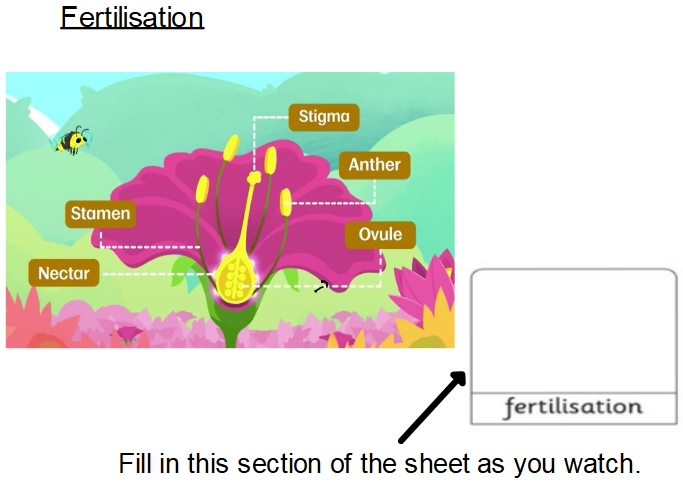 Fertilisation
Stigma
Anther
Stamen
Ovule
Nectar
fertilisation
Fill in this section of the sheet as you watch.